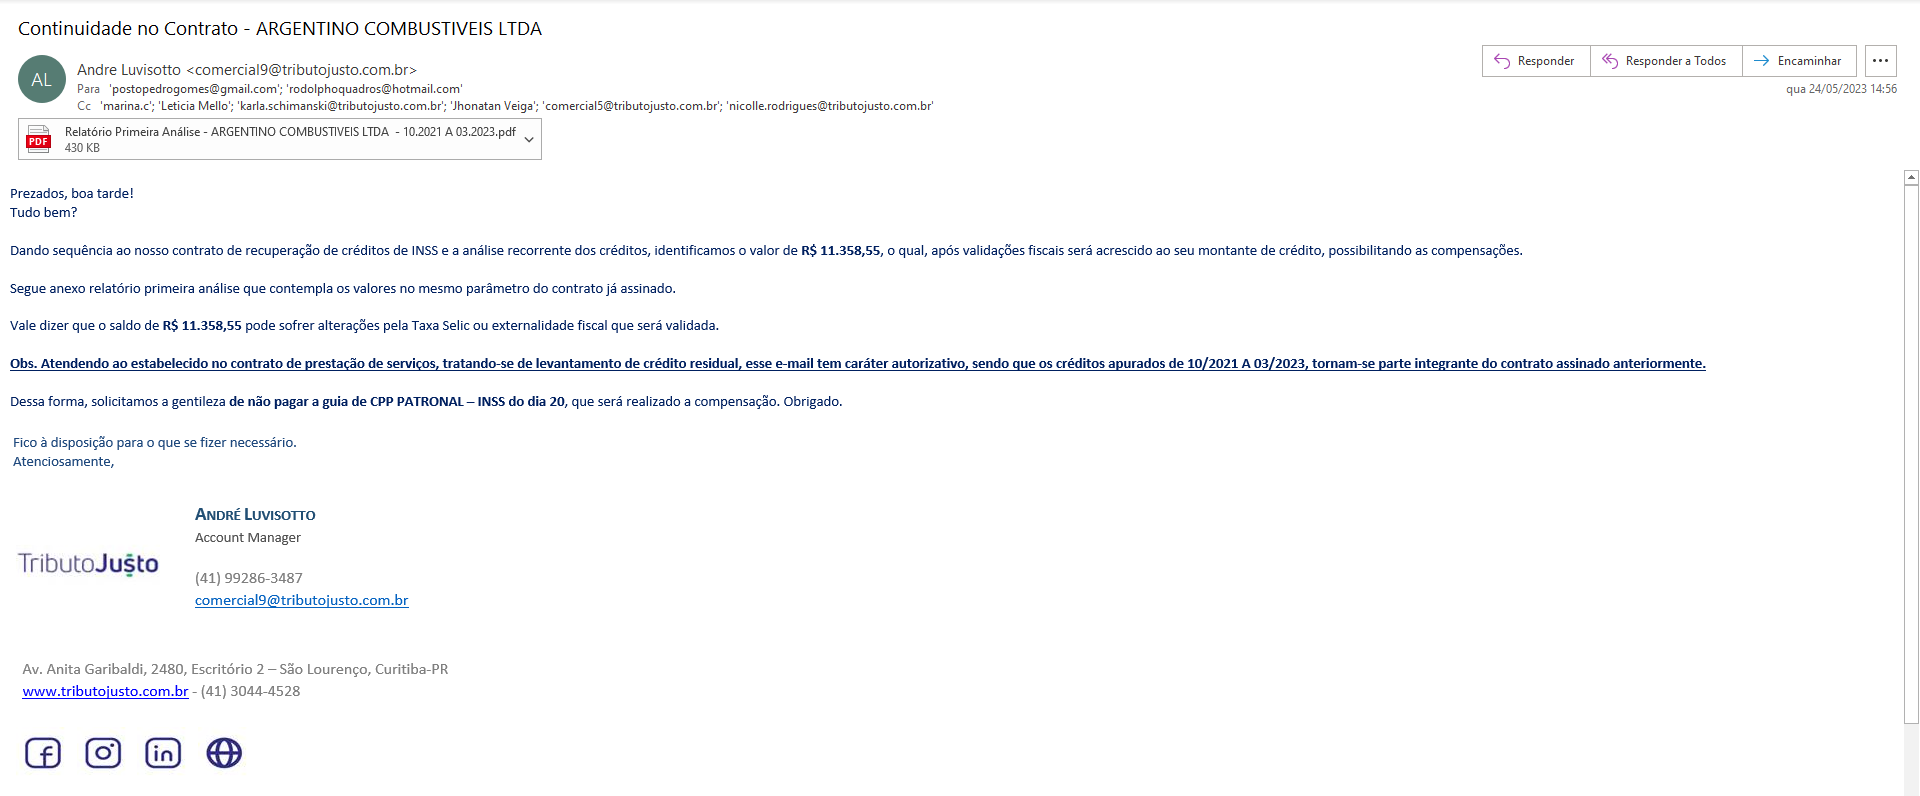 Continuidade no Contrato - ARGENTINO COMBUSTIVEIS LTDA
AL
Andre Luvisotto <comercial9@tributojusto.com.br>
Para 'postopedrogomes@gmail.com'; 'rodolphoquadros@hotmail.com'
Cc 'marina.c'; 'Leticia Mello'; 'karla.schimanski@tributojusto.com.br'; 'Jhonatan Veiga'; 'comercial5@tributojusto.com.br'; 'nicolle.rodrigues@tributojusto.com.br'
Responder
Responder a Todos
Encaminhar
qua 24/05/2023 14:56
PDF
Relatório Primeira Análise - ARGENTINO COMBUSTIVEIS LTDA - 10.2021 A 03.2023.pdf
430 KB
Prezados, boa tarde!
Tudo bem?
Dando sequência ao nosso contrato de recuperação de créditos de INSS e a análise recorrente dos créditos, identificamos o valor de R$ 11.358,55, o qual, após validações fiscais será acrescido ao seu montante de crédito, possibilitando as compensações.
Segue anexo relatório primeira análise que contempla os valores no mesmo parâmetro do contrato já assinado.
Vale dizer que o saldo de R$ 11.358,55 pode sofrer alterações pela Taxa Selic ou externalidade fiscal que será validada.
Obs. Atendendo ao estabelecido no contrato de prestação de serviços, tratando-se de levantamento de crédito residual, esse e-mail tem caráter autorizativo, sendo que os créditos apurados de 10/2021 A 03/2023, tornam-se parte integrante do contrato assinado anteriormente.
Dessa forma, solicitamos a gentileza de não pagar a guia de CPP PATRONAL – INSS do dia 20, que será realizado a compensação. Obrigado.
Fico à disposição para o que se fizer necessário.
Atenciosamente,
ANDRÉ LUVISOTTO
Account Manager
TributoJusto
(41) 99286-3487
comercial9@tributojusto.com.br
Av. Anita Garibaldi, 2480, Escritório 2 – São Lourenço, Curitiba-PR
www.tributojusto.com.br - (41) 3044-4528